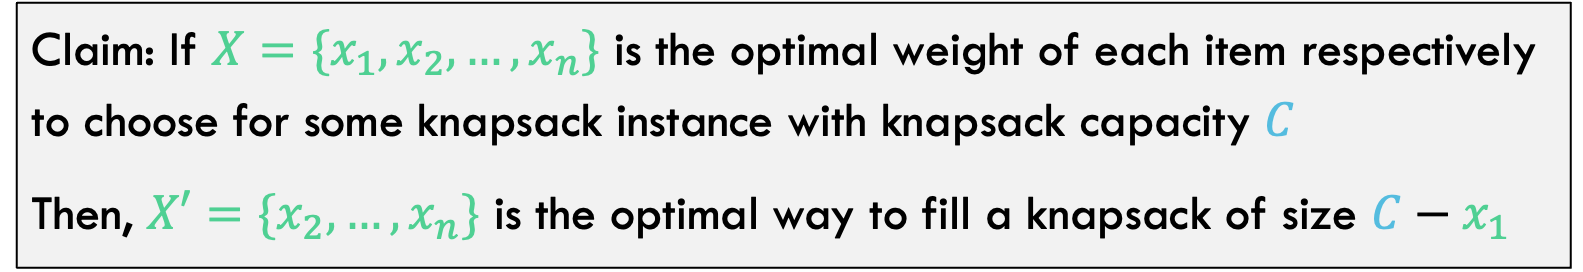 Claim: If X = {x₁, x₂, … , xₙ} is the optimal weight of each item respectively
to choose for some knapsack instance with knapsack capacity C
Then, X′ = {x₂, … , xₙ} is the optimal way to fill a knapsack of size C − x₁